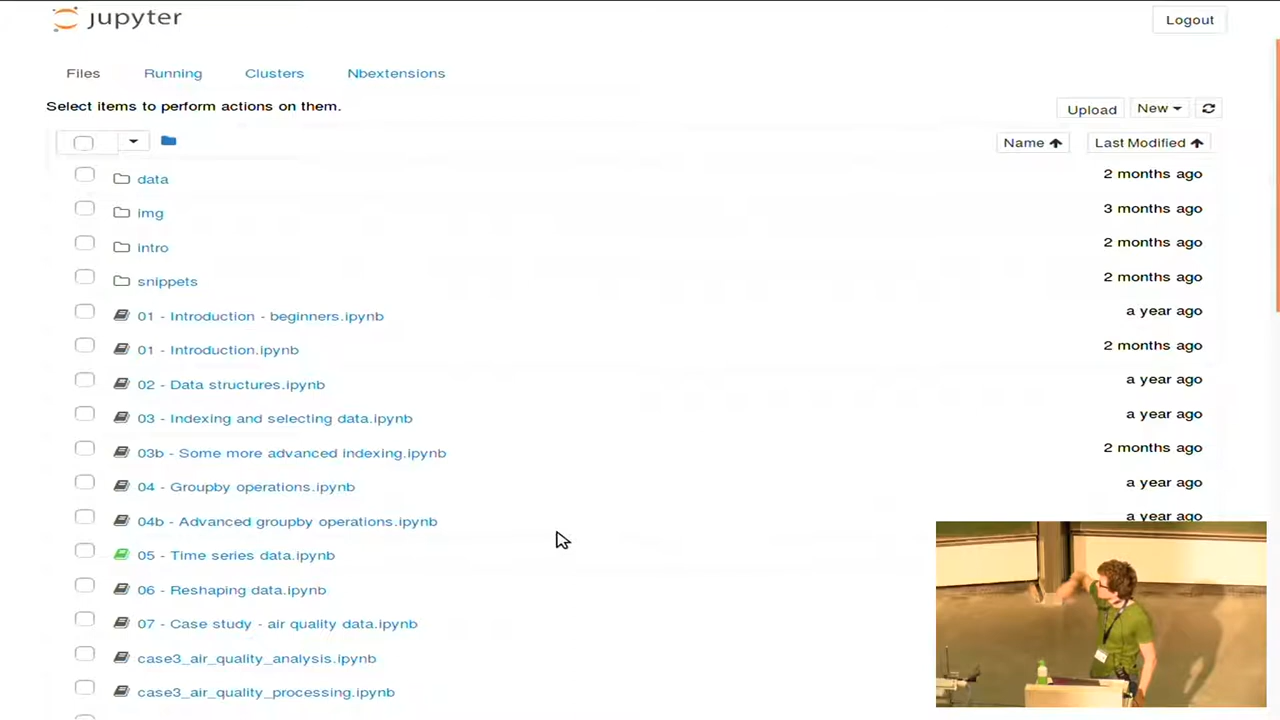 jupyter
Logout
Files Running Clusters Nbextensions
Select items to perform actions on them.
Upload New
Name Last Modified
data 2 months ago
img 3 months ago
intro 2 months ago
snippets 2 months ago
01 - Introduction - beginners.ipynb a year ago
01 - Introduction.ipynb 2 months ago
02 - Data structures.ipynb a year ago
03 - Indexing and selecting data.ipynb a year ago
03b - Some more advanced indexing.ipynb 2 months ago
04 - Groupby operations.ipynb a year ago
04b - Advanced groupby operations.ipynb a year ago
05 - Time series data.ipynb
06 - Reshaping data.ipynb
07 - Case study - air quality data.ipynb
case3_air_quality_analysis.ipynb
case3_air_quality_processing.ipynb